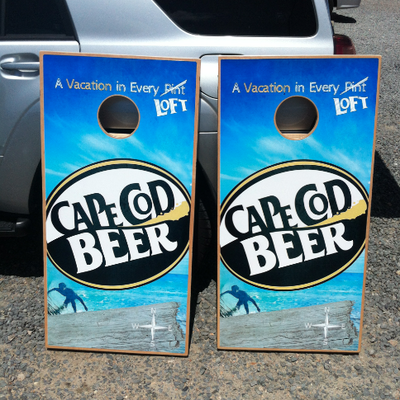 A Vacation in Every Pint
LOFT
CAPE COD
BEER
N
W E
S
A Vacation in Every Pint
LOFT
CAPE COD
BEER
N
W E
S